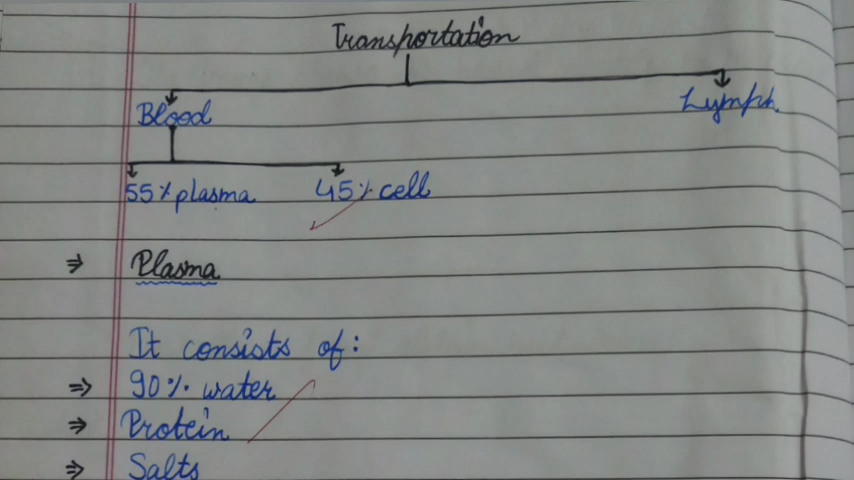 Transportation
Blood
Lymph.
55% plasma
45% cell
⇒ Plasma
It consists of:
⇒ 90% water
⇒ Protein
⇒ Salts